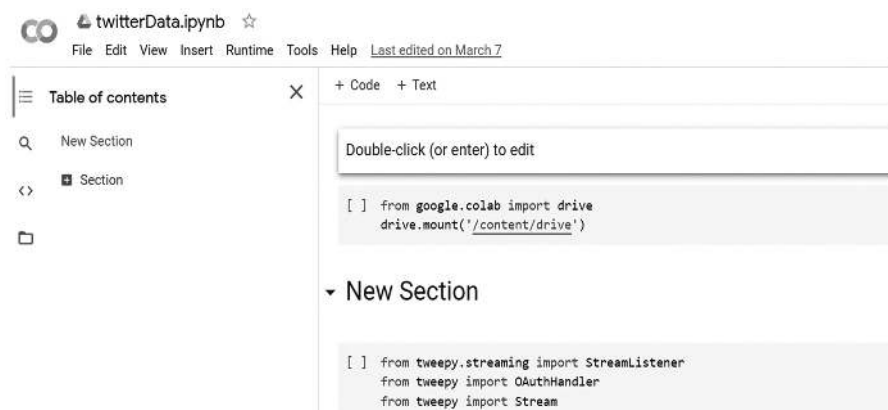 twitterData.ipynb
File Edit View Insert Runtime Tools Help Last edited on March 7
Table of contents
New Section
Section
+ Code + Text
Double-click (or enter) to edit
[ ] from google.colab import drive
drive.mount('/content/drive')
New Section
[ ] from tweepy.streaming import StreamListener
from tweepy import OAuthHandler
from tweepy import Stream